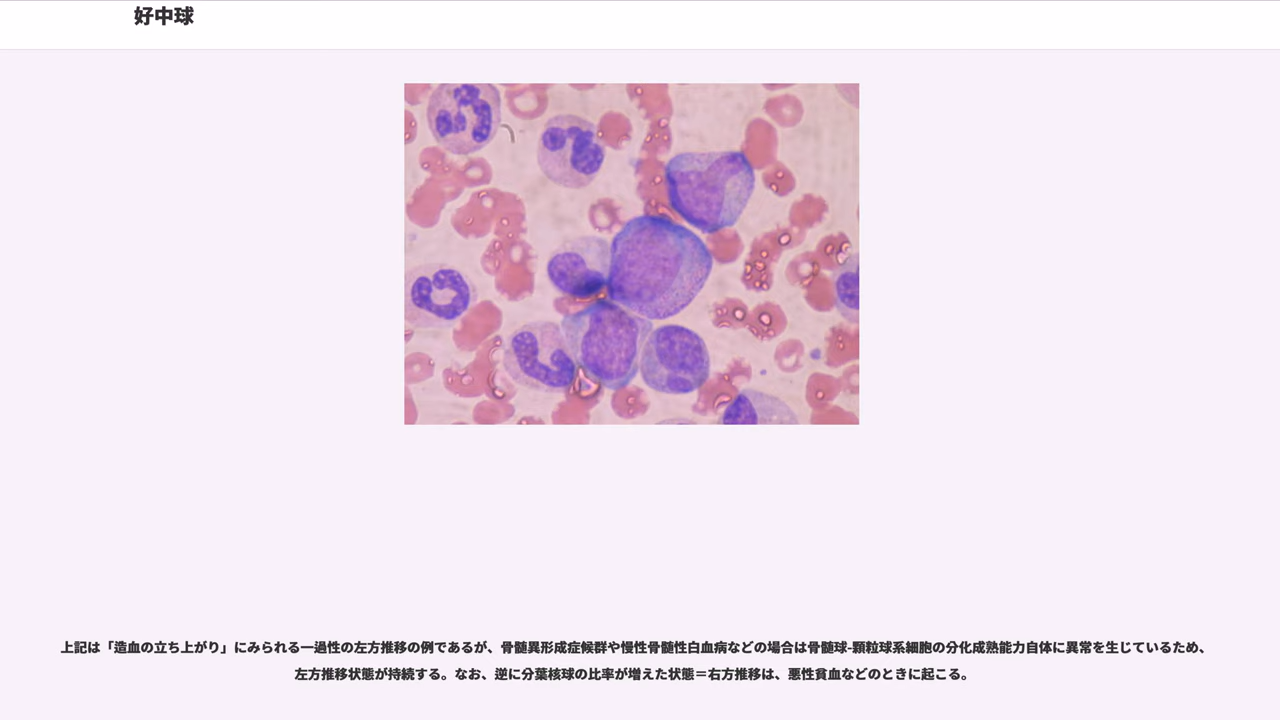 好中球
上記は「造血の立ち上がり」にみられる一過性の左方推移の例であるが、骨髄異形成症候群や慢性骨髄性白血病などの場合は骨髄球-顆粒球系細胞の分化成熟能力自体に異常を生じているため、
左方推移状態が持続する。なお、逆に分葉核球の比率が増えた状態＝右方推移は、悪性貧血などのときに起こる。